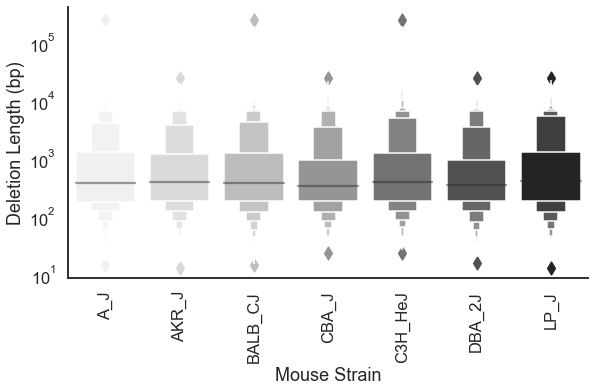 Deletion Length (bp)
10^5
10^4
10^3
10^2
10^1
A_J
AKR_J
BALB_CJ
CBA_J
C3H_HeJ
DBA_2J
LP_J
Mouse Strain